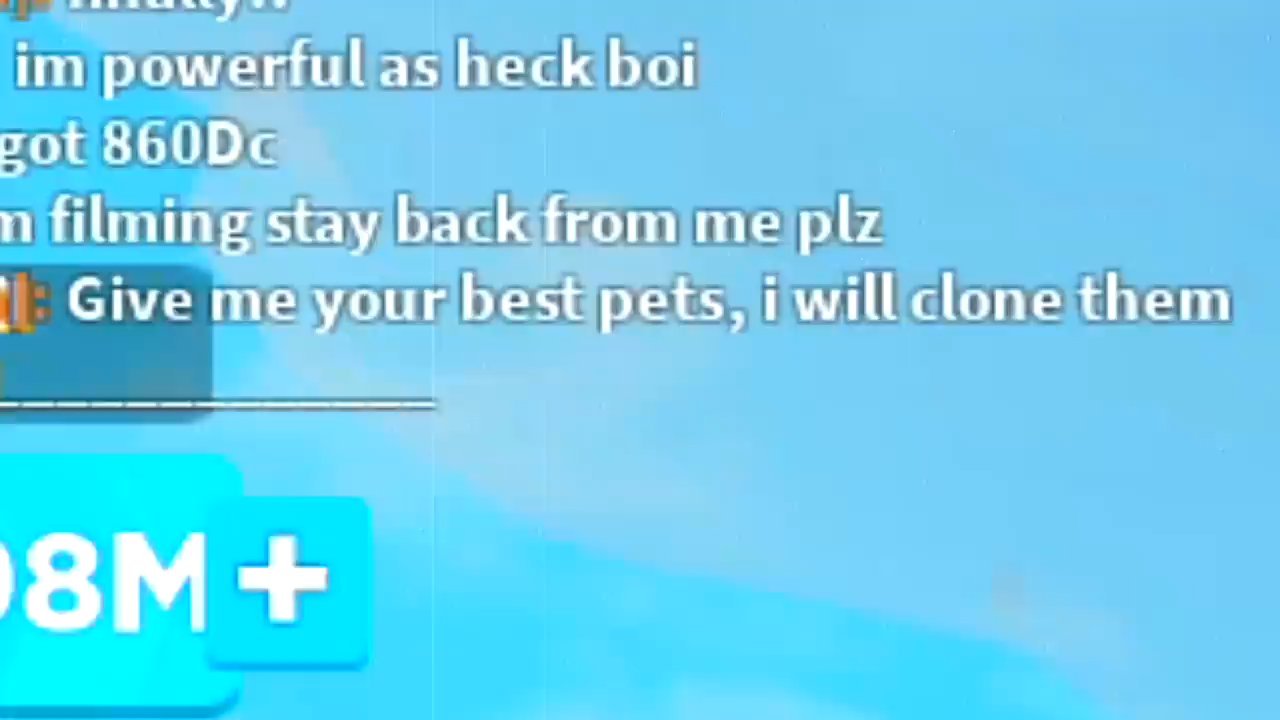 finally!!
im powerful as heck boi
got 860Dc
filming stay back from me plz
Give me your best pets, i will clone them
8M +